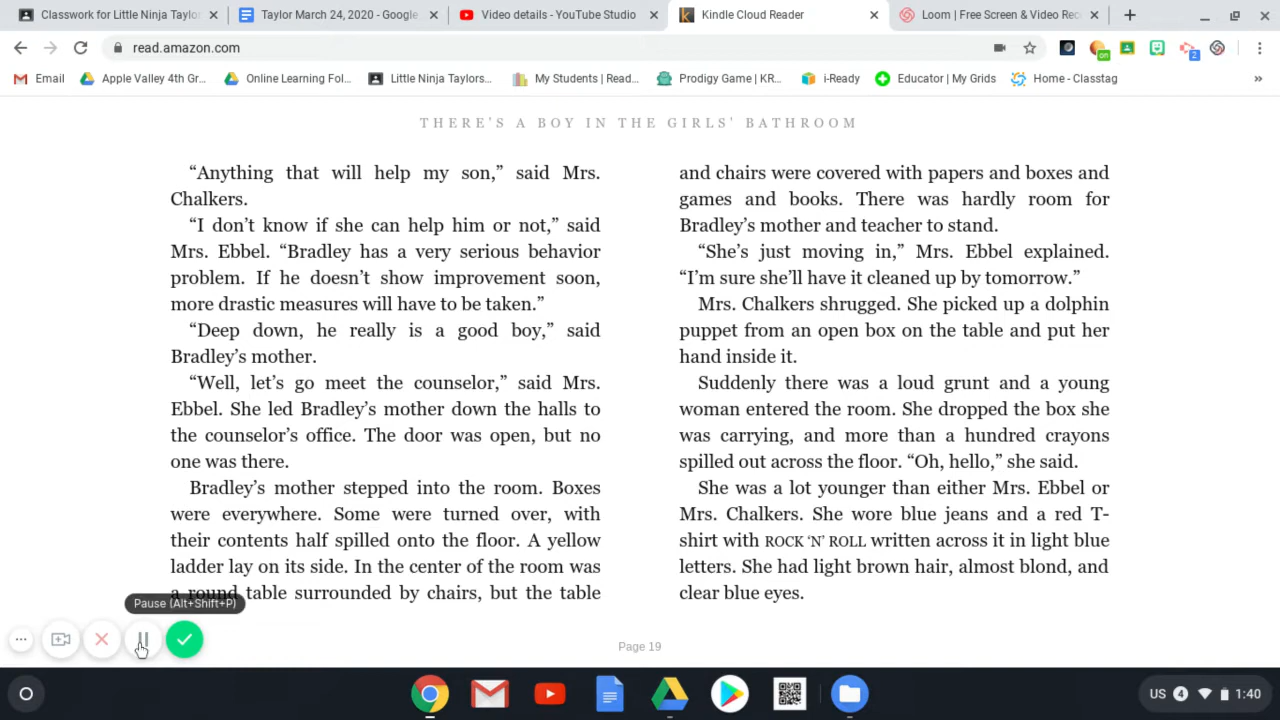 Classwork for Little Ninja Taylor
Taylor March 24, 2020 - Google
Video details - YouTube Studio
Kindle Cloud Reader
Loom | Free Screen & Video Rec
read.amazon.com
on
2
Email
Apple Valley 4th Gr...
Online Learning Fol...
Little Ninja Taylors...
My Students | Read...
Prodigy Game | KR...
i-Ready
Educator | My Grids
Home - Classtag
»
THERE'S A BOY IN THE GIRLS' BATHROOM
“Anything that will help my son,” said Mrs.
Chalkers.
“I don’t know if she can help him or not,” said
Mrs. Ebbel. “Bradley has a very serious behavior
problem. If he doesn’t show improvement soon,
more drastic measures will have to be taken.”
“Deep down, he really is a good boy,” said
Bradley’s mother.
“Well, let’s go meet the counselor,” said Mrs.
Ebbel. She led Bradley’s mother down the halls to
the counselor’s office. The door was open, but no
one was there.
Bradley’s mother stepped into the room. Boxes
were everywhere. Some were turned over, with
their contents half spilled onto the floor. A yellow
ladder lay on its side. In the center of the room was
a round table surrounded by chairs, but the table
and chairs were covered with papers and boxes and
games and books. There was hardly room for
Bradley’s mother and teacher to stand.
“She’s just moving in,” Mrs. Ebbel explained.
“I’m sure she’ll have it cleaned up by tomorrow.”
Mrs. Chalkers shrugged. She picked up a dolphin
puppet from an open box on the table and put her
hand inside it.
Suddenly there was a loud grunt and a young
woman entered the room. She dropped the box she
was carrying, and more than a hundred crayons
spilled out across the floor. “Oh, hello,” she said.
She was a lot younger than either Mrs. Ebbel or
Mrs. Chalkers. She wore blue jeans and a red T-
shirt with ROCK ‘N’ ROLL written across it in light blue
letters. She had light brown hair, almost blond, and
clear blue eyes.
Pause (Alt+Shift+P)
Page 19
US 4 1:40